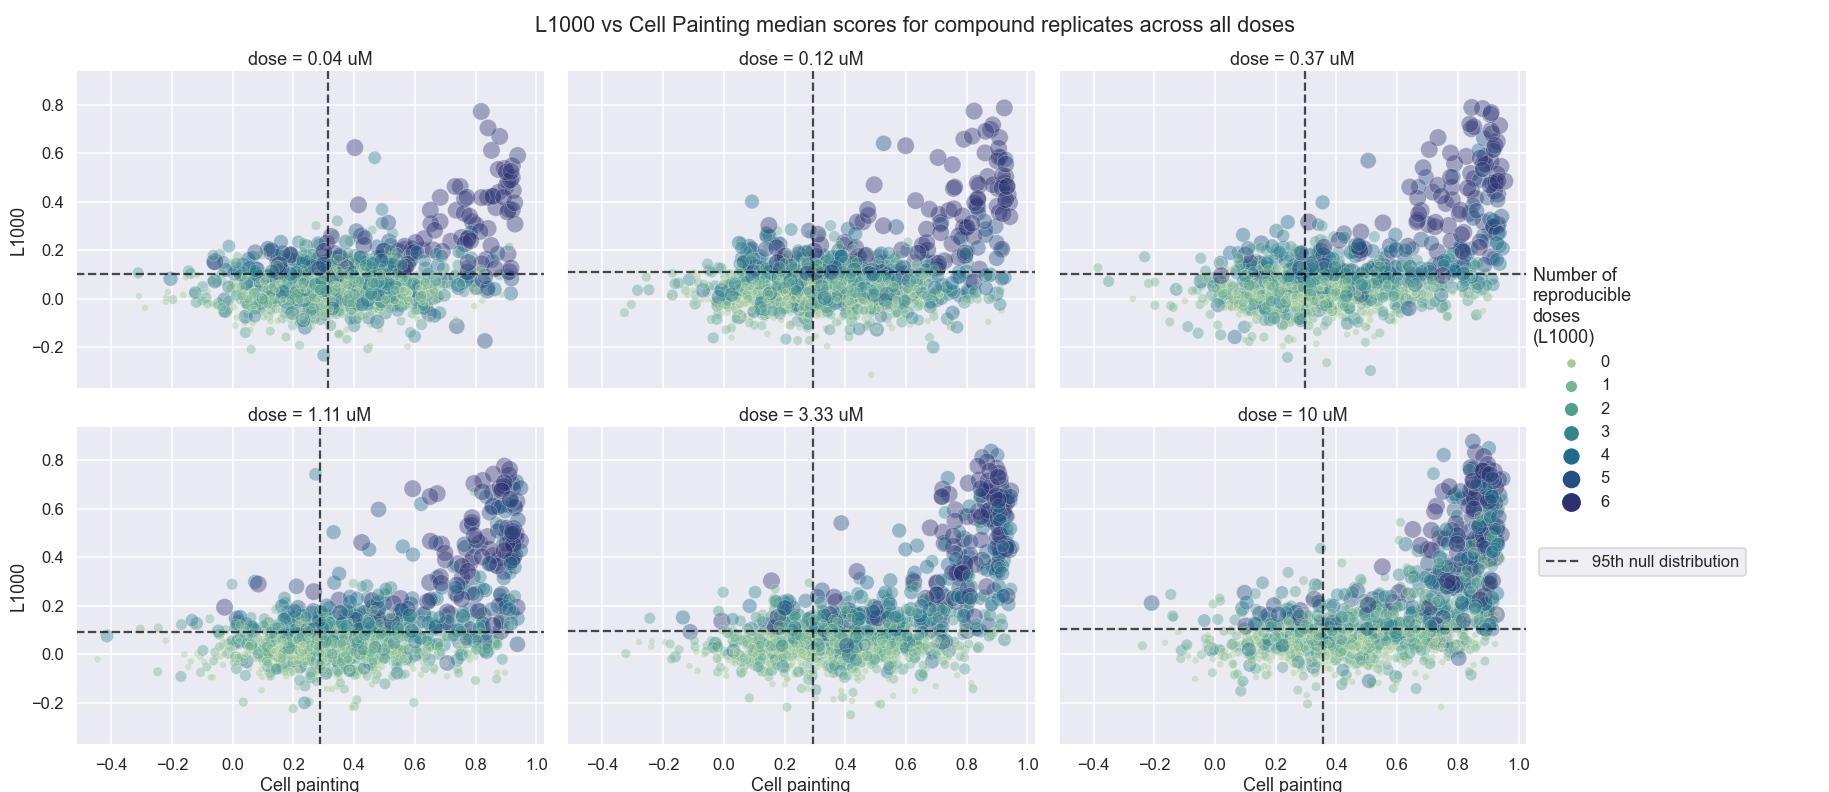 L1000 vs Cell Painting median scores for compound replicates across all doses
dose = 0.04 uM
dose = 0.12 uM
dose = 0.37 uM
0.8
0.6
0.4
0.2
0.0
−0.2
L1000
dose = 1.11 uM
dose = 3.33 uM
dose = 10 uM
0.8
0.6
0.4
0.2
0.0
−0.2
L1000
−0.4 −0.2 0.0 0.2 0.4 0.6 0.8 1.0
−0.4 −0.2 0.0 0.2 0.4 0.6 0.8 1.0
−0.4 −0.2 0.0 0.2 0.4 0.6 0.8 1.0
Cell painting
Cell painting
Cell painting
Number of
reproducible
doses
(L1000)
0
1
2
3
4
5
6
95th null distribution